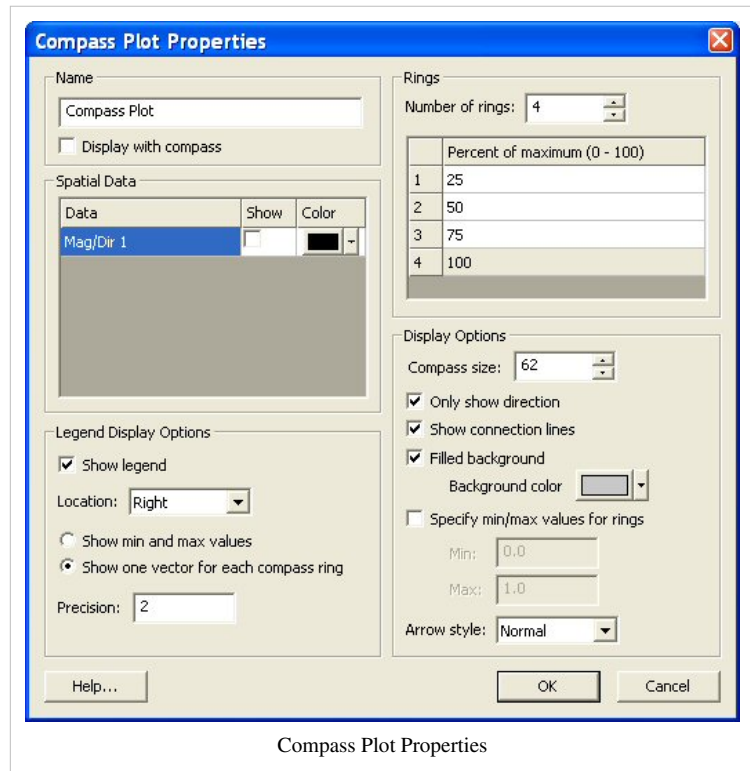 Compass Plot Properties
Name
Compass Plot
Display with compass
Spatial Data
Data Show Color
Mag/Dir 1
Legend Display Options
Show legend
Location: Right
Show min and max values
Show one vector for each compass ring
Precision: 2
Rings
Number of rings: 4
Percent of maximum (0 - 100)
1 25
2 50
3 75
4 100
Display Options
Compass size: 62
Only show direction
Show connection lines
Filled background
Background color
Specify min/max values for rings
Min: 0.0
Max: 1.0
Arrow style: Normal
Help...
OK
Cancel
Compass Plot Properties